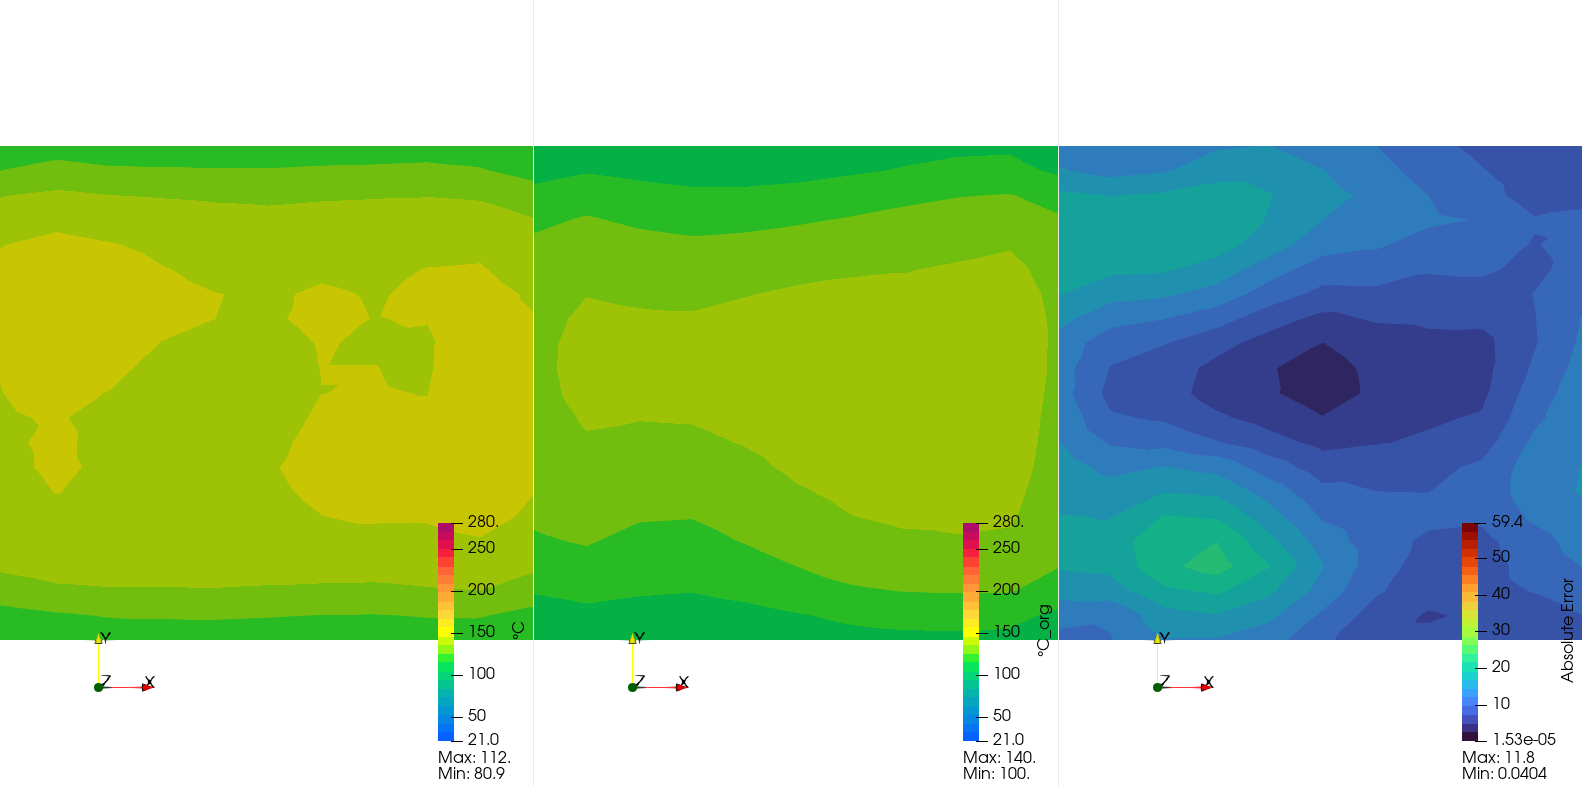 280.
250
200
150
100
50
21.0
°C
Max: 112.
Min: 80.9
Y
Z
X
280.
250
200
150
100
50
21.0
°C_org
Max: 140.
Min: 100.
Y
Z
X
59.4
50
40
30
20
10
1.53e-05
Absolute Error
Max: 11.8
Min: 0.0404
Y
Z
X